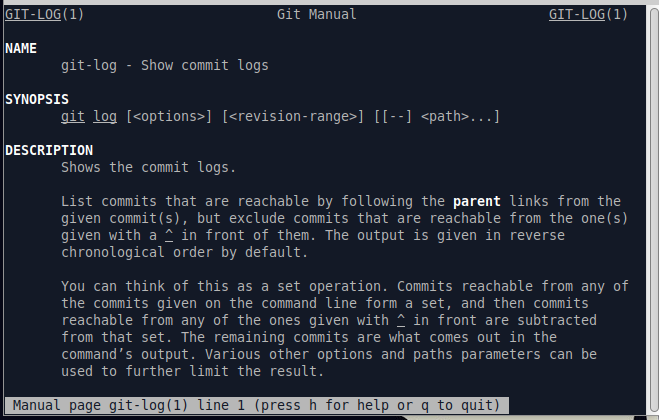 GIT-LOG(1) Git Manual GIT-LOG(1)
NAME
git-log - Show commit logs
SYNOPSIS
git log [<options>] [<revision-range>] [[--] <path>...]
DESCRIPTION
Shows the commit logs.
List commits that are reachable by following the parent links from the
given commit(s), but exclude commits that are reachable from the one(s)
given with a ^ in front of them. The output is given in reverse
chronological order by default.
You can think of this as a set operation. Commits reachable from any of
the commits given on the command line form a set, and then commits
reachable from any of the ones given with ^ in front are subtracted
from that set. The remaining commits are what comes out in the
command’s output. Various other options and paths parameters can be
used to further limit the result.
Manual page git-log(1) line 1 (press h for help or q to quit)